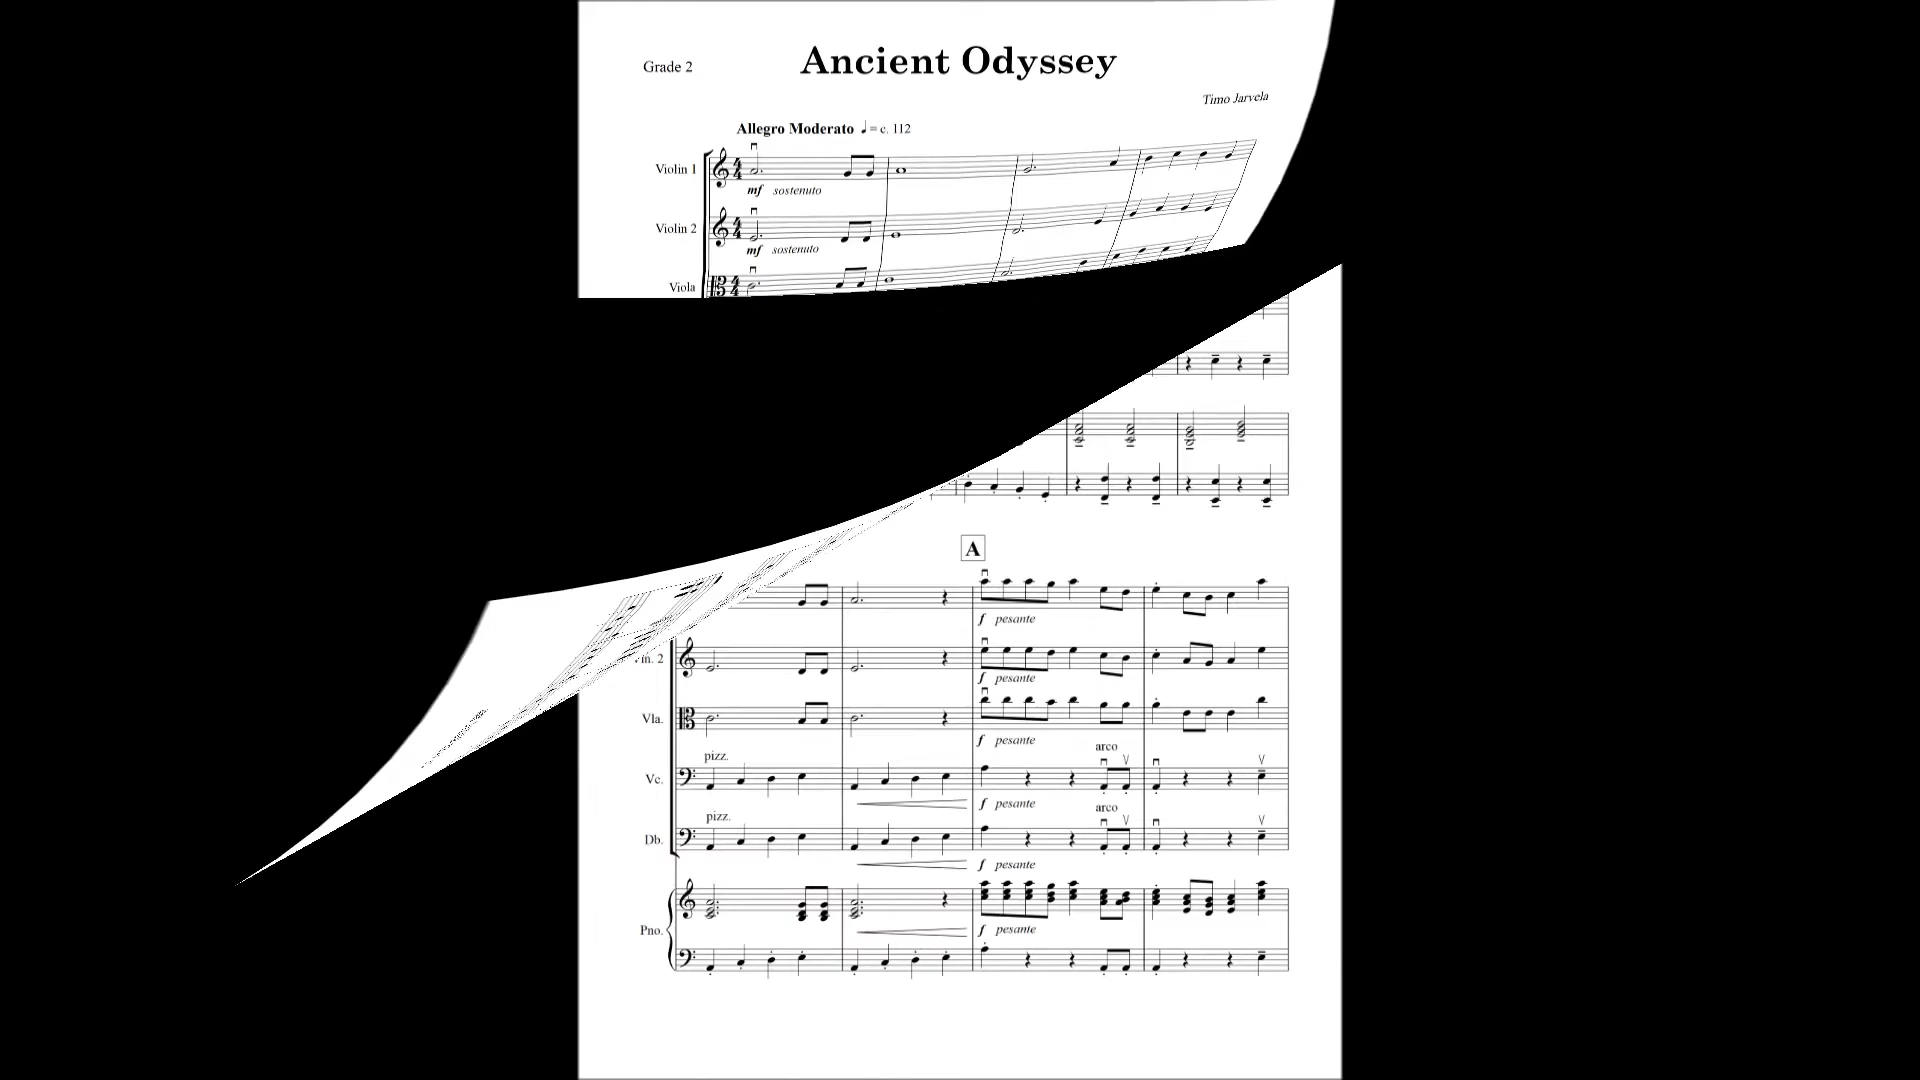 Ancient Odyssey
Grade 2
Timo Jarvela
Allegro Moderato ♩ = c. 112
Violin 1
mf sostenuto
Violin 2
mf sostenuto
Viola
A
f pesante
2
f pesante
Vla.
f pesante
pizz.
arco
Vc.
f pesante
pizz.
arco
Db.
f pesante
Pno.
f pesante